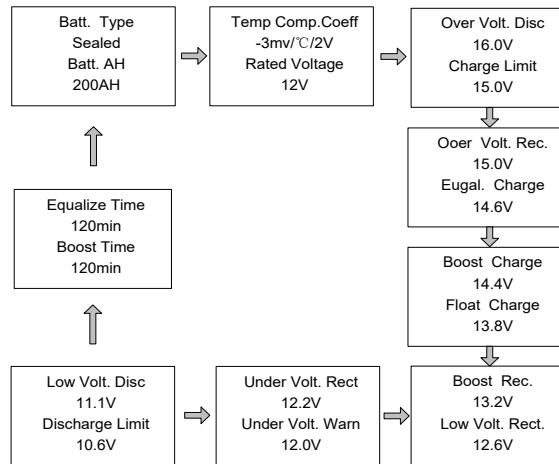 Batt. Type
Sealed
Batt. AH
200AH
Temp Comp.Coeff
-3mv/℃/2V
Rated Voltage
12V
Over Volt. Disc
16.0V
Charge Limit
15.0V
Ooer Volt. Rec.
15.0V
Eugal. Charge
14.6V
Equalize Time
120min
Boost Time
120min
Boost Charge
14.4V
Float Charge
13.8V
Low Volt. Disc
11.1V
Discharge Limit
10.6V
Under Volt. Rect
12.2V
Under Volt. Warn
12.0V
Boost Rec.
13.2V
Low Volt. Rect.
12.6V